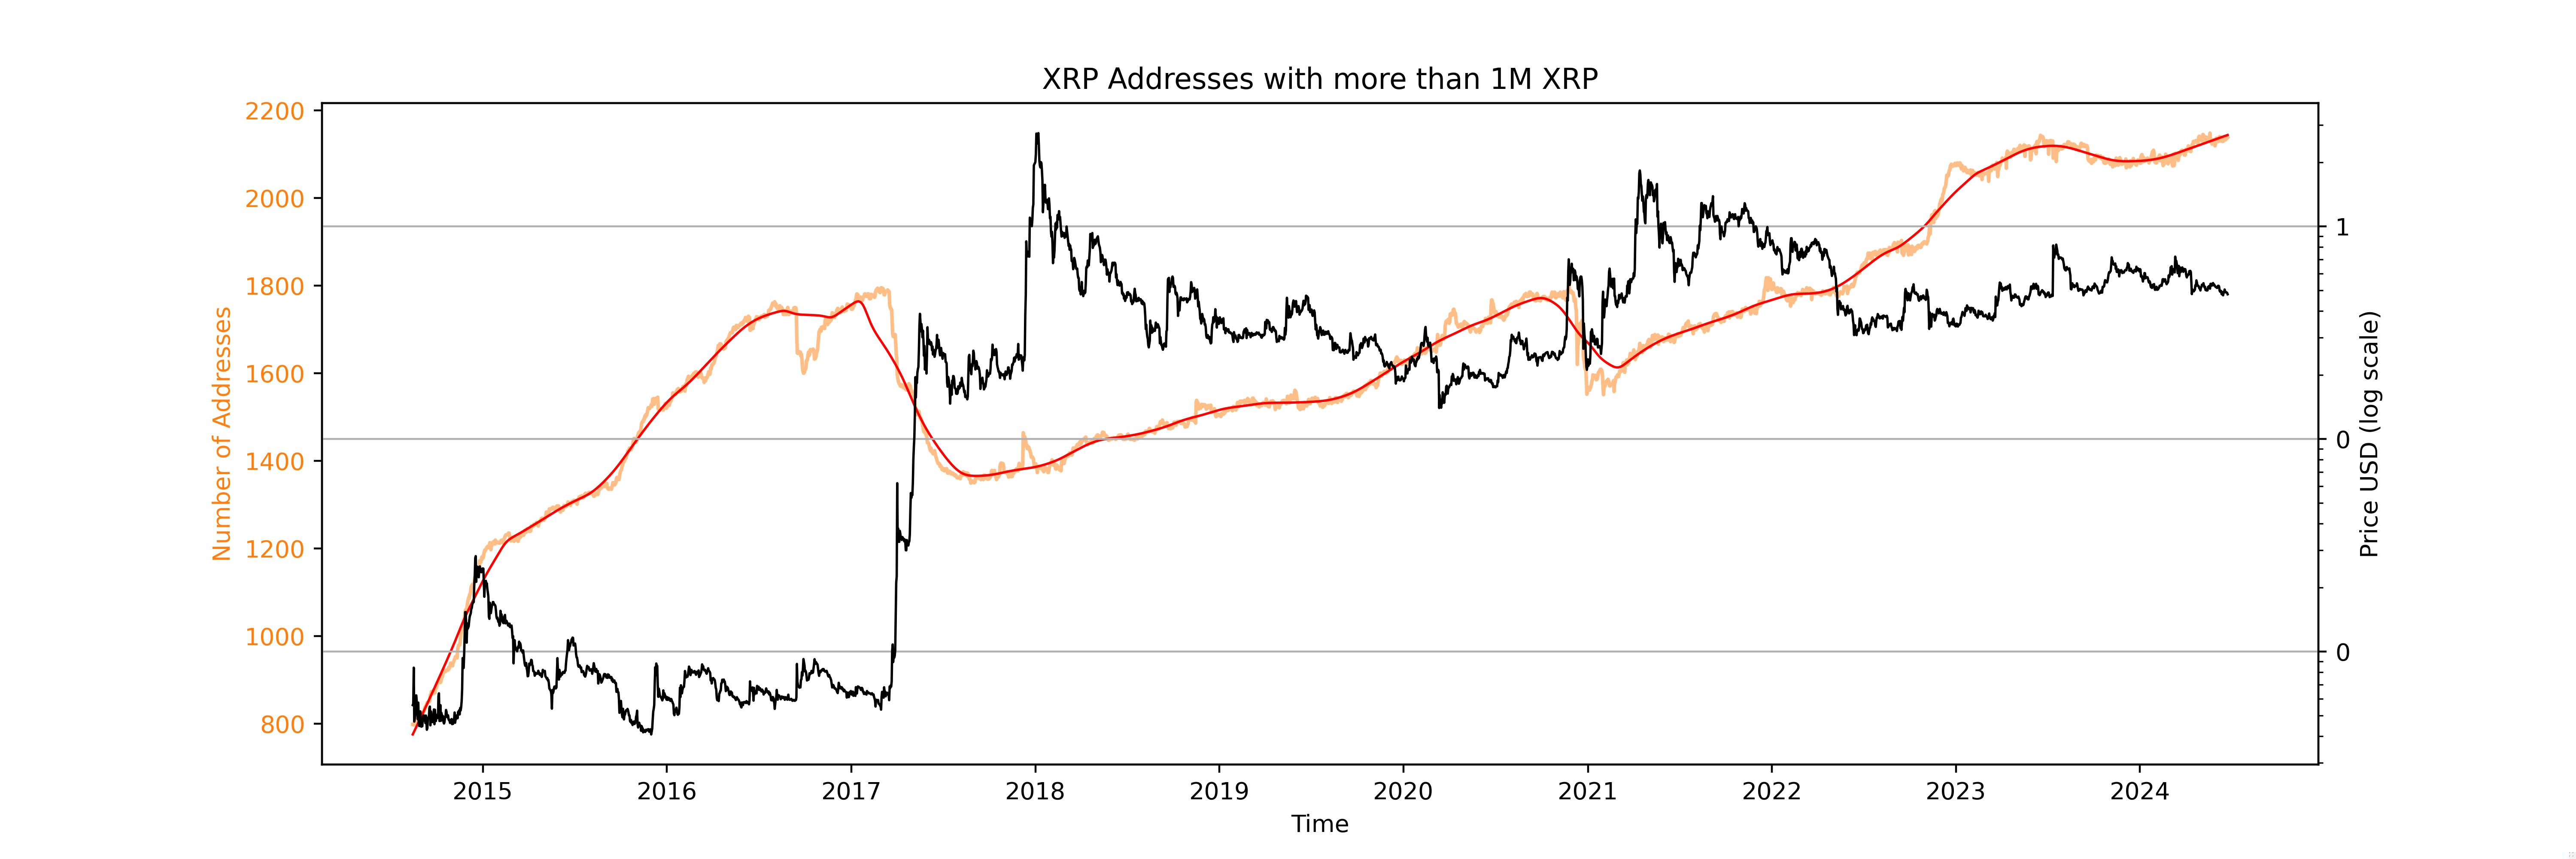 XRP Addresses with more than 1M XRP
2200
2000
1800
1600
1400
1200
1000
800
Number of Addresses
1
0
0
Price USD (log scale)
2015 2016 2017 2018 2019 2020 2021 2022 2023 2024
Time